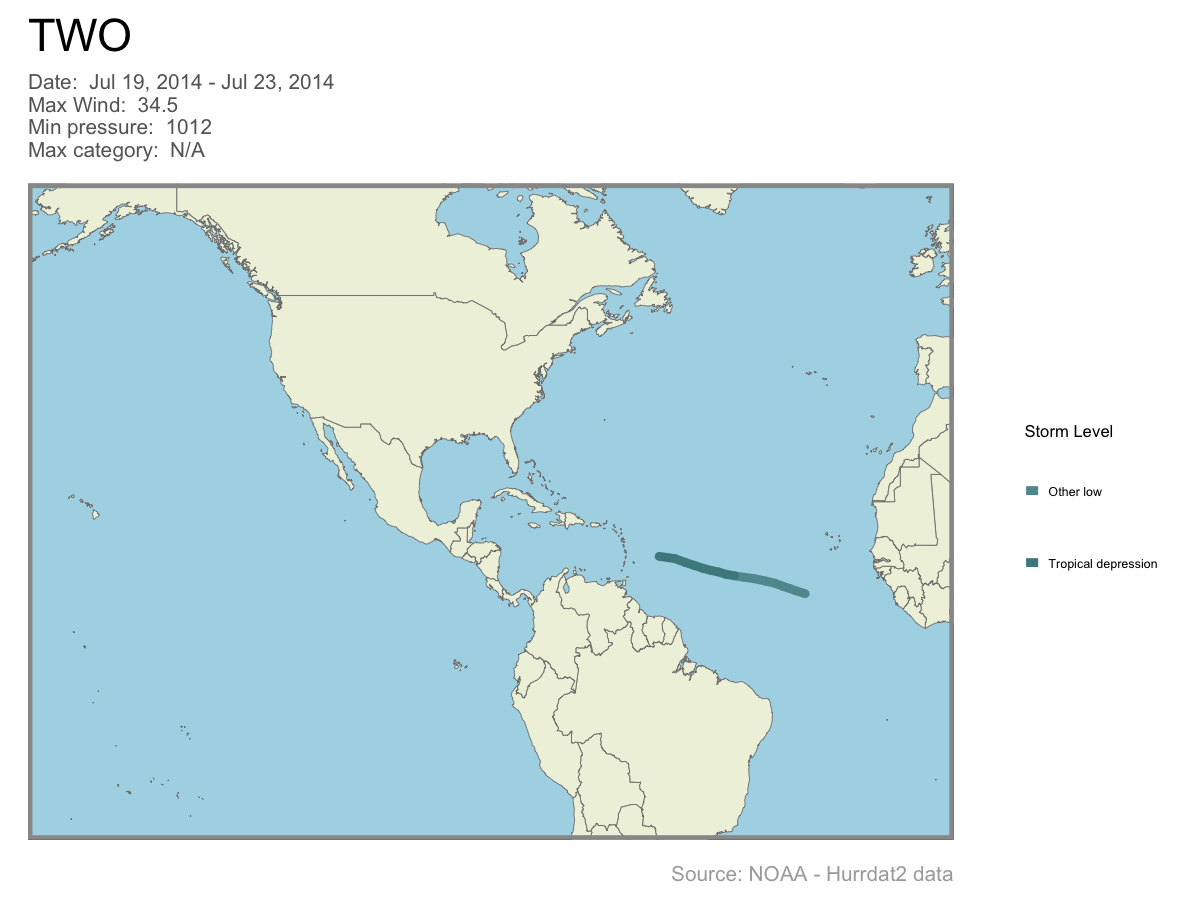 TWO
Date:  Jul 19, 2014 - Jul 23, 2014
Max Wind:  34.5
Min pressure:  1012
Max category:  N/A
Storm Level
Other low
Tropical depression
Source: NOAA - Hurrdat2 data